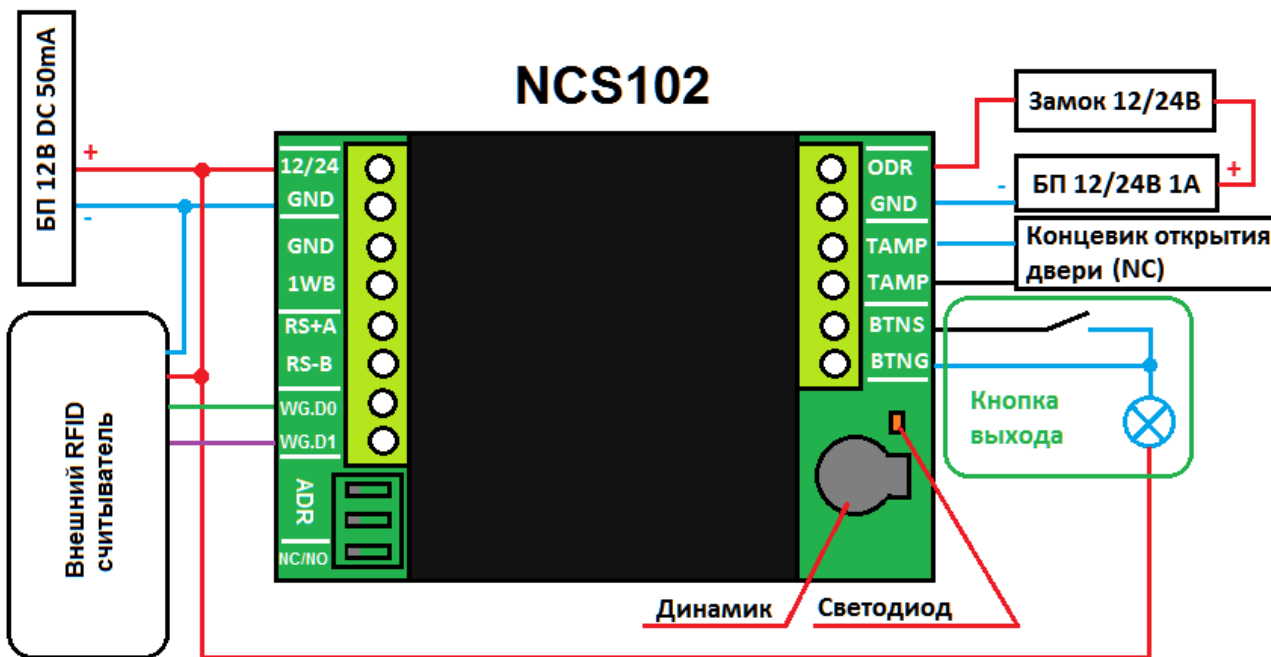 NCS102
БП 12В DC 50mA
+
-
12/24
GND
GND
1WB
RS+A
RS-B
WG.D0
WG.D1
ADR
NC/NO
Внешний RFID
считыватель
ODR
GND
TAMP
TAMP
BTNS
BTNG
Замок 12/24В
БП 12/24В 1А
+
-
Концевик открытия
двери (NC)
Кнопка
выхода
Динамик
Светодиод